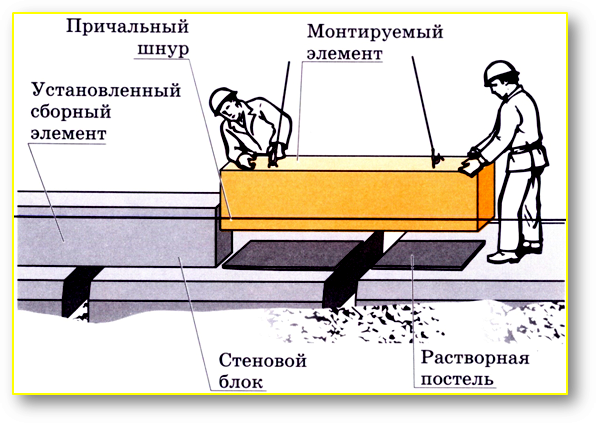 Причальный
шнур
Монтируемый
элемент
Установленный
сборный
элемент
Стеновой
блок
Растворная
постель